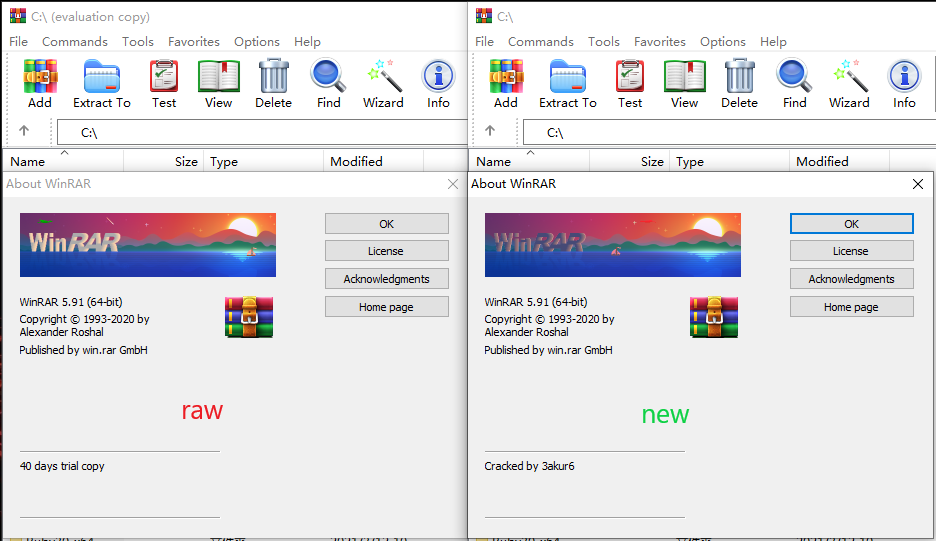 C:\ (evaluation copy)
File Commands Tools Favorites Options Help
Add Extract To Test View Delete Find Wizard Info
C:\
Name Size Type Modified
About WinRAR
WinRAR
OK
License
Acknowledgments
Home page
WinRAR 5.91 (64-bit)
Copyright © 1993-2020 by
Alexander Roshal
Published by win.rar GmbH
raw
40 days trial copy
C:\
File Commands Tools Favorites Options Help
Add Extract To Test View Delete Find Wizard Info
C:\
Name Size Type Modified
About WinRAR
WinRAR
OK
License
Acknowledgments
Home page
WinRAR 5.91 (64-bit)
Copyright © 1993-2020 by
Alexander Roshal
Published by win.rar GmbH
new
Cracked by 3akur6